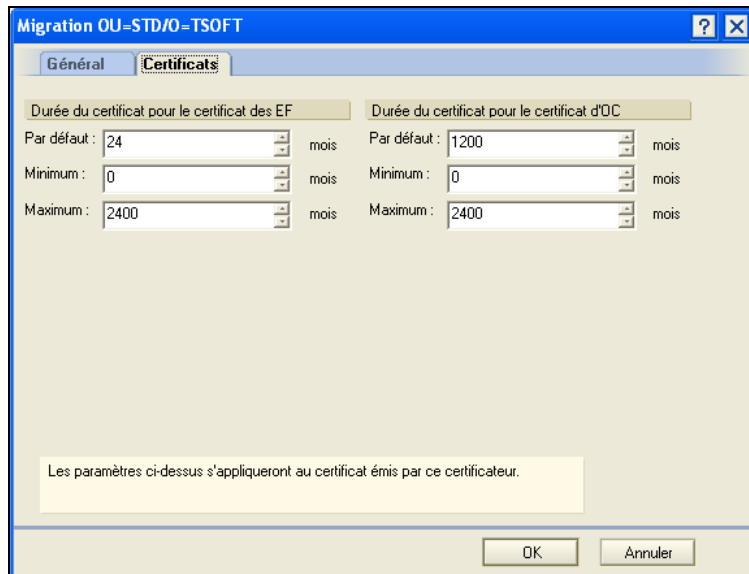 Migration OU=STD/O=TSOFT
Général
Certificats
Durée du certificat pour le certificat des EF
Par défaut : 24 mois
Minimum : 0 mois
Maximum : 2400 mois
Durée du certificat pour le certificat d'OC
Par défaut : 1200 mois
Minimum : 0 mois
Maximum : 2400 mois
Les paramètres ci-dessus s'appliqueront au certificat émis par ce certificateur.
OK
Annuler